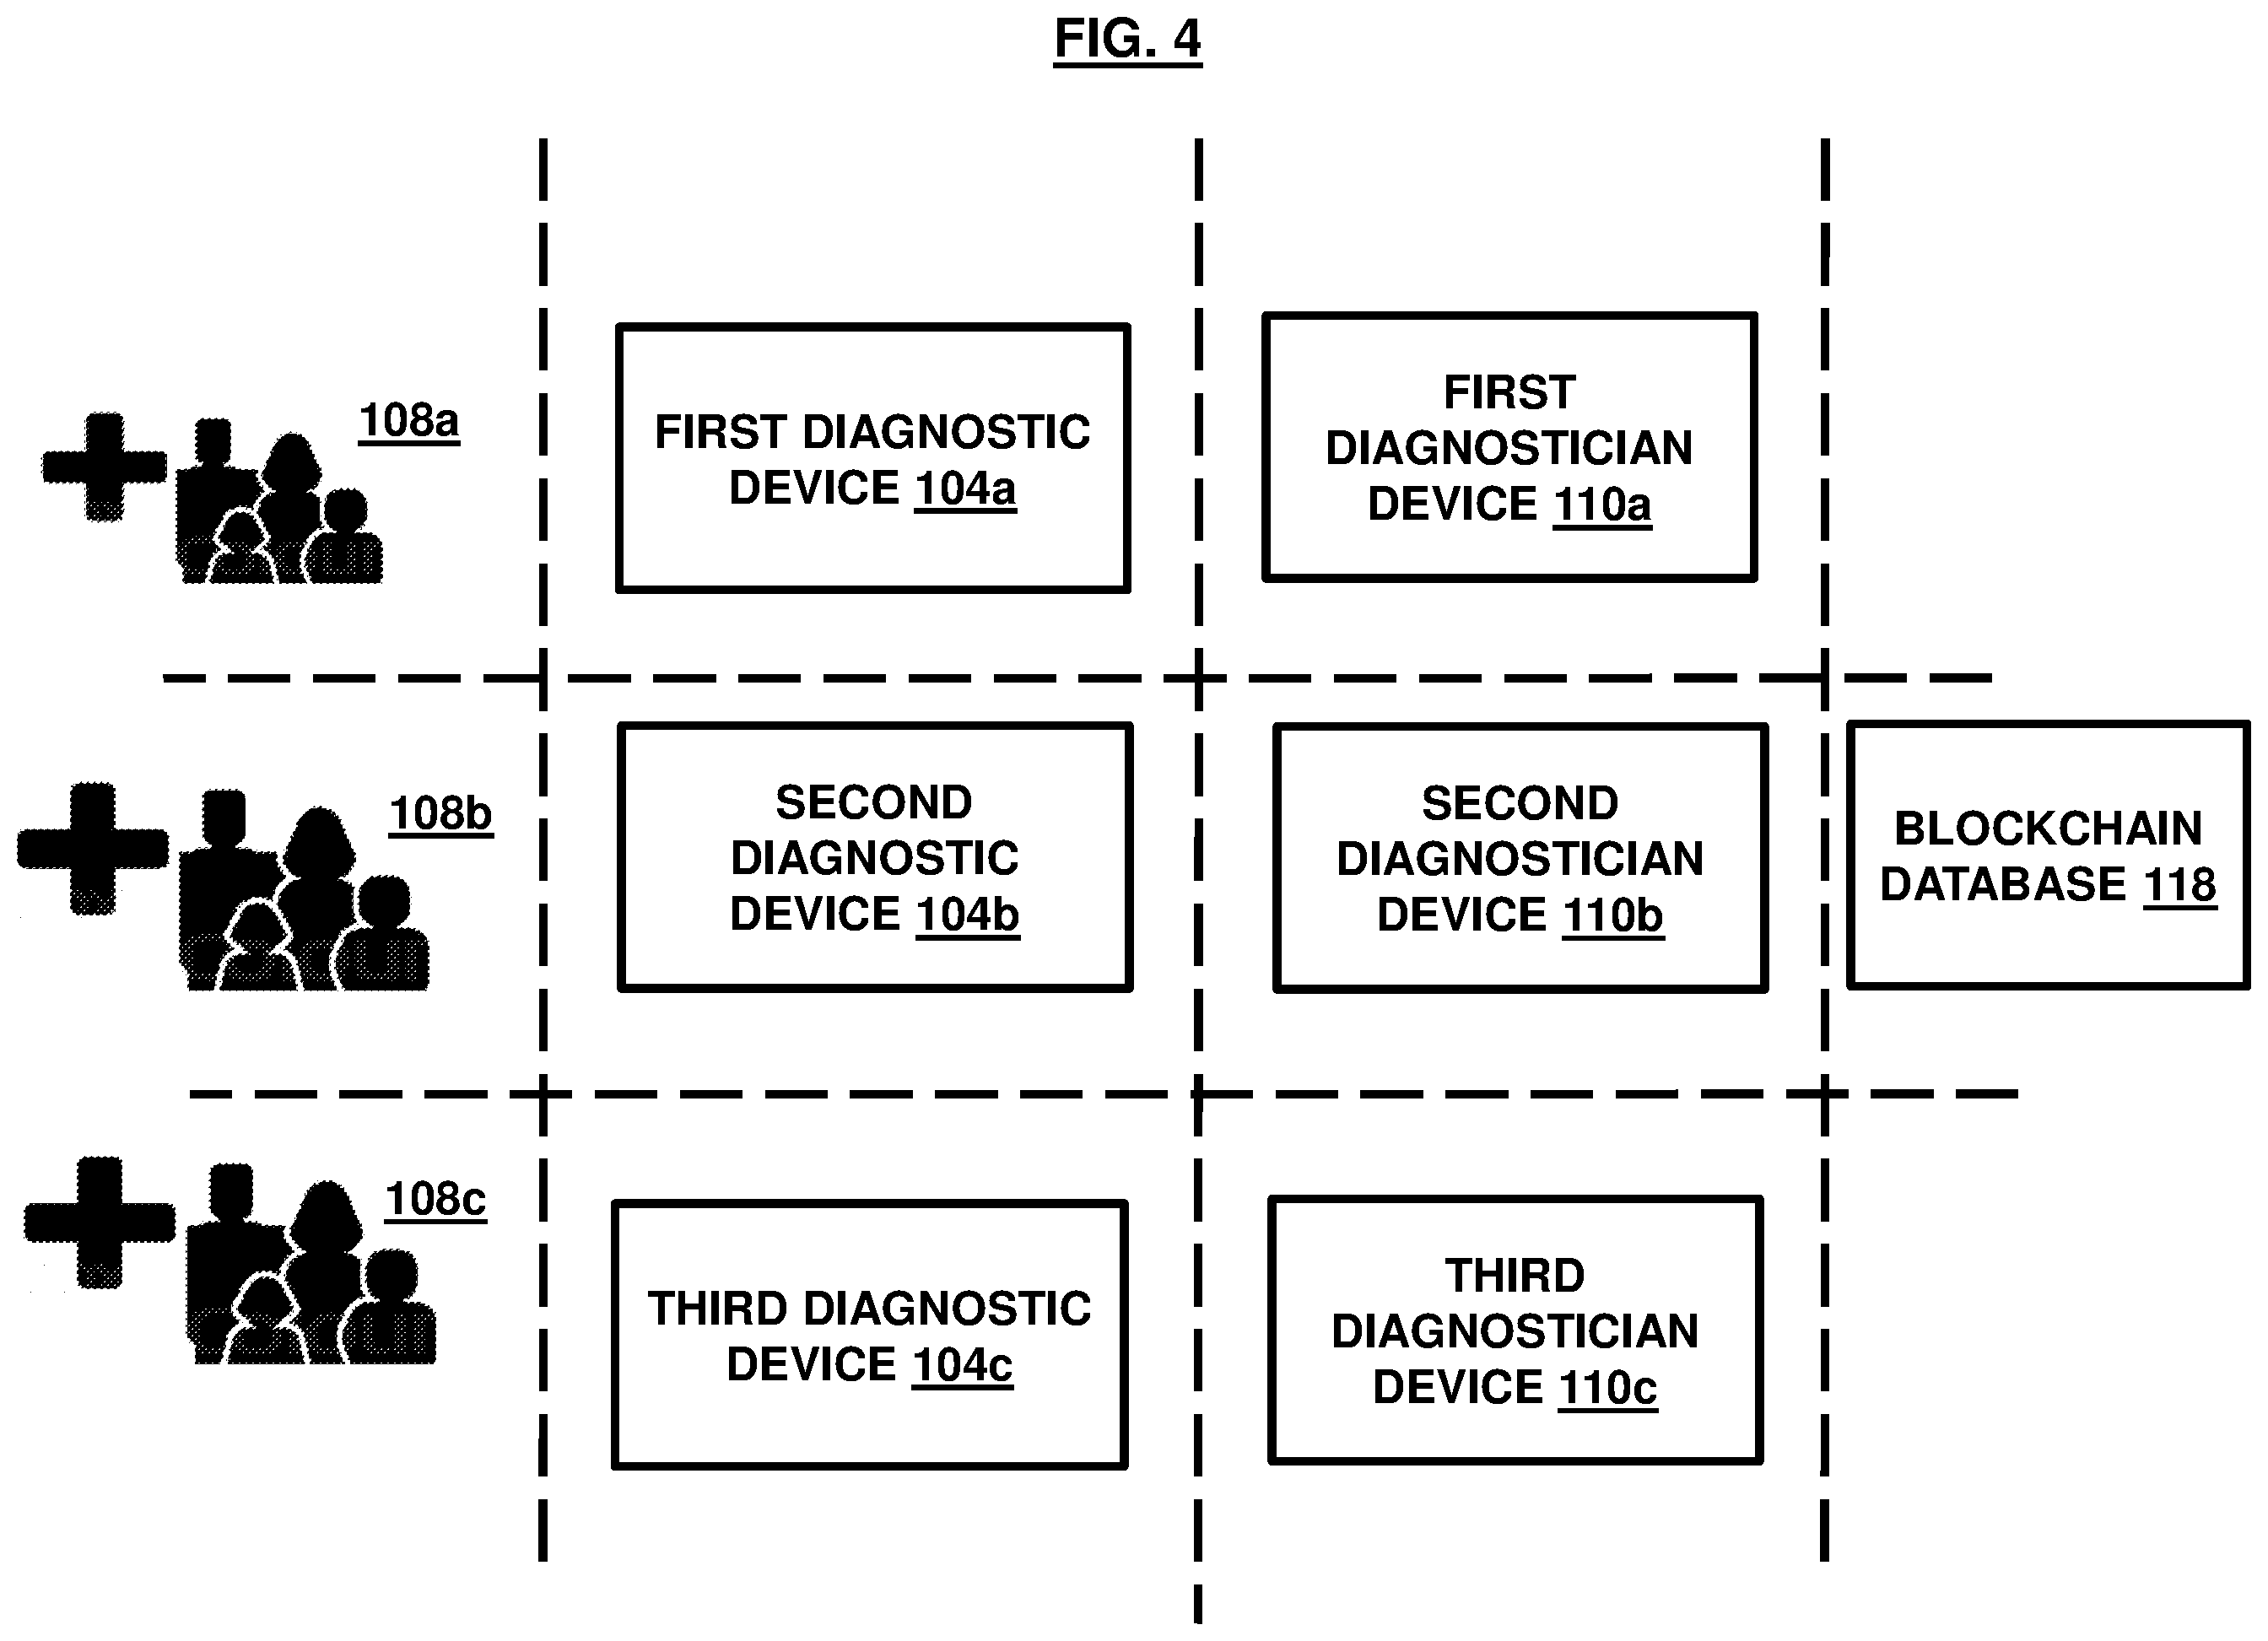 FIG. 4
108a
FIRST DIAGNOSTIC
DEVICE 104a
FIRST
DIAGNOSTICIAN
DEVICE 110a
108b
SECOND
DIAGNOSTIC
DEVICE 104b
SECOND
DIAGNOSTICIAN
DEVICE 110b
BLOCKCHAIN
DATABASE 118
108c
THIRD DIAGNOSTIC
DEVICE 104c
THIRD
DIAGNOSTICIAN
DEVICE 110c